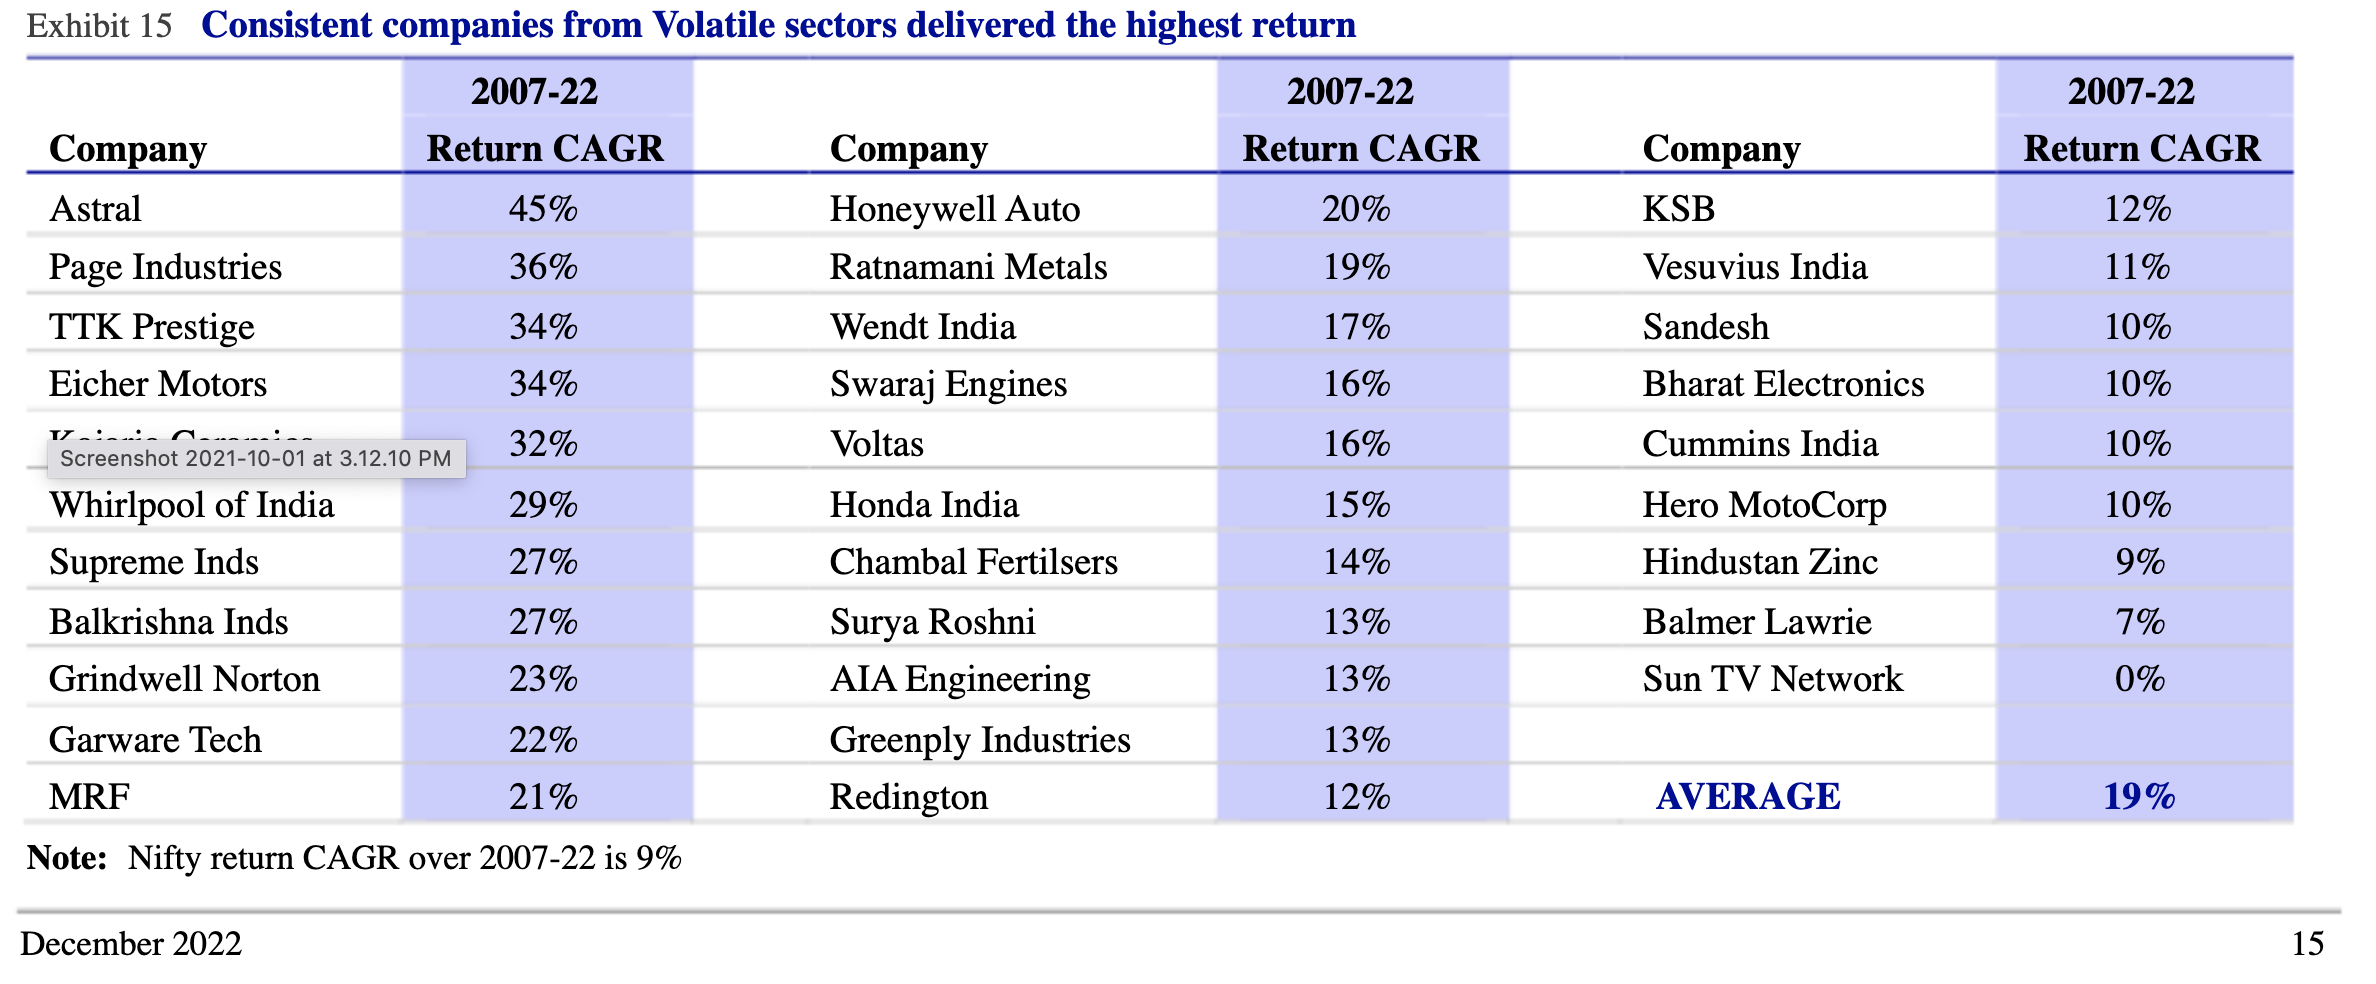 Exhibit 15 Consistent companies from Volatile sectors delivered the highest return
2007-22 2007-22 2007-22
Company Return CAGR Company Return CAGR Company Return CAGR
Astral 45% Honeywell Auto 20% KSB 12%
Page Industries 36% Ratnamani Metals 19% Vesuvius India 11%
TTK Prestige 34% Wendt India 17% Sandesh 10%
Eicher Motors 34% Swaraj Engines 16% Bharat Electronics 10%
Kajaria Ceramics 32% Voltas 16% Cummins India 10%
Screenshot 2021-10-01 at 3.12.10 PM
Whirlpool of India 29% Honda India 15% Hero MotoCorp 10%
Supreme Inds 27% Chambal Fertilsers 14% Hindustan Zinc 9%
Balkrishna Inds 27% Surya Roshni 13% Balmer Lawrie 7%
Grindwell Norton 23% AIA Engineering 13% Sun TV Network 0%
Garware Tech 22% Greenply Industries 13%
MRF 21% Redington 12% AVERAGE 19%
Note: Nifty return CAGR over 2007-22 is 9%
December 2022 15